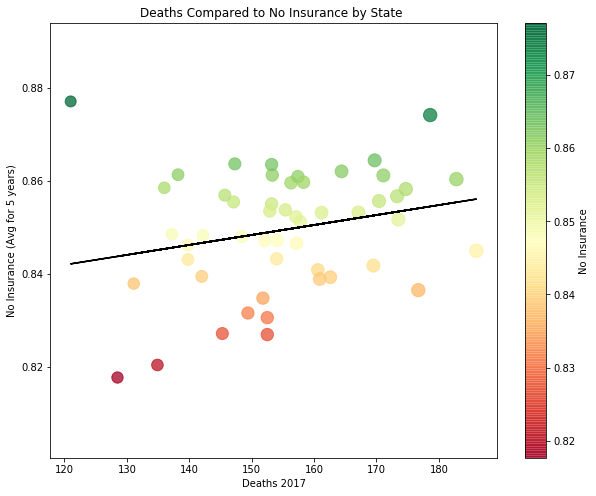 Deaths Compared to No Insurance by State
No Insurance (Avg for 5 years)
0.88
0.86
0.84
0.82
120 130 140 150 160 170 180
Deaths 2017
0.87
0.86
0.85
0.84
0.83
0.82
No Insurance